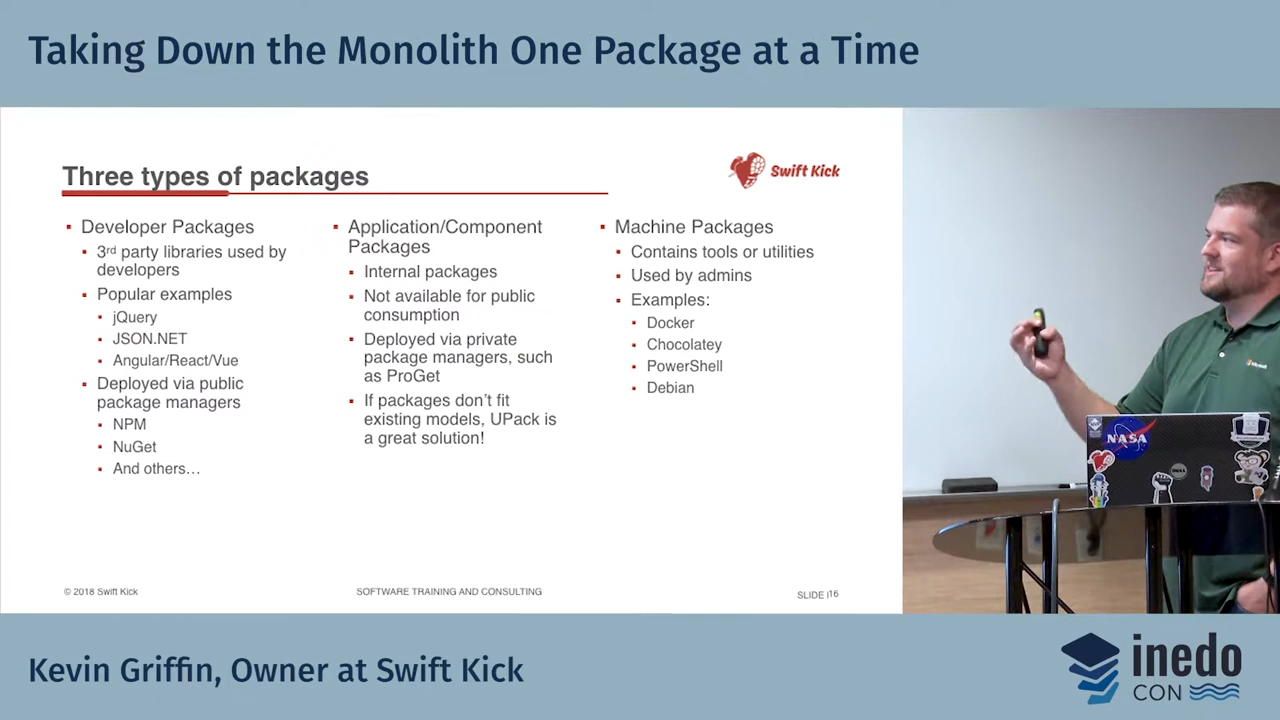 Taking Down the Monolith One Package at a Time
Three types of packages
Swift Kick
▪ Developer Packages
▪ 3rd party libraries used by
developers
▪ Popular examples
▪ jQuery
▪ JSON.NET
▪ Angular/React/Vue
▪ Deployed via public
package managers
▪ NPM
▪ NuGet
▪ And others…
▪ Application/Component
Packages
▪ Internal packages
▪ Not available for public
consumption
▪ Deployed via private
package managers, such
as ProGet
▪ If packages don't fit
existing models, UPack is
a great solution!
▪ Machine Packages
▪ Contains tools or utilities
▪ Used by admins
▪ Examples:
▪ Docker
▪ Chocolatey
▪ PowerShell
▪ Debian
© 2018 Swift Kick
SOFTWARE TRAINING AND CONSULTING
SLIDE |16
Microsoft
NASA
DELL
Kevin Griffin, Owner at Swift Kick
inedo
CON